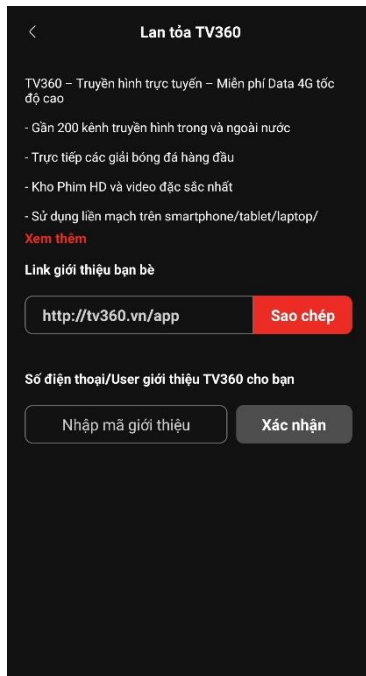 Lan tỏa TV360
TV360 – Truyền hình trực tuyến – Miễn phí Data 4G tốc
độ cao
- Gần 200 kênh truyền hình trong và ngoài nước
- Trực tiếp các giải bóng đá hàng đầu
- Kho Phim HD và video đặc sắc nhất
- Sử dụng liền mạch trên smartphone/tablet/laptop/
Xem thêm
Link giới thiệu bạn bè
http://tv360.vn/app
Sao chép
Số điện thoại/User giới thiệu TV360 cho bạn
Nhập mã giới thiệu
Xác nhận